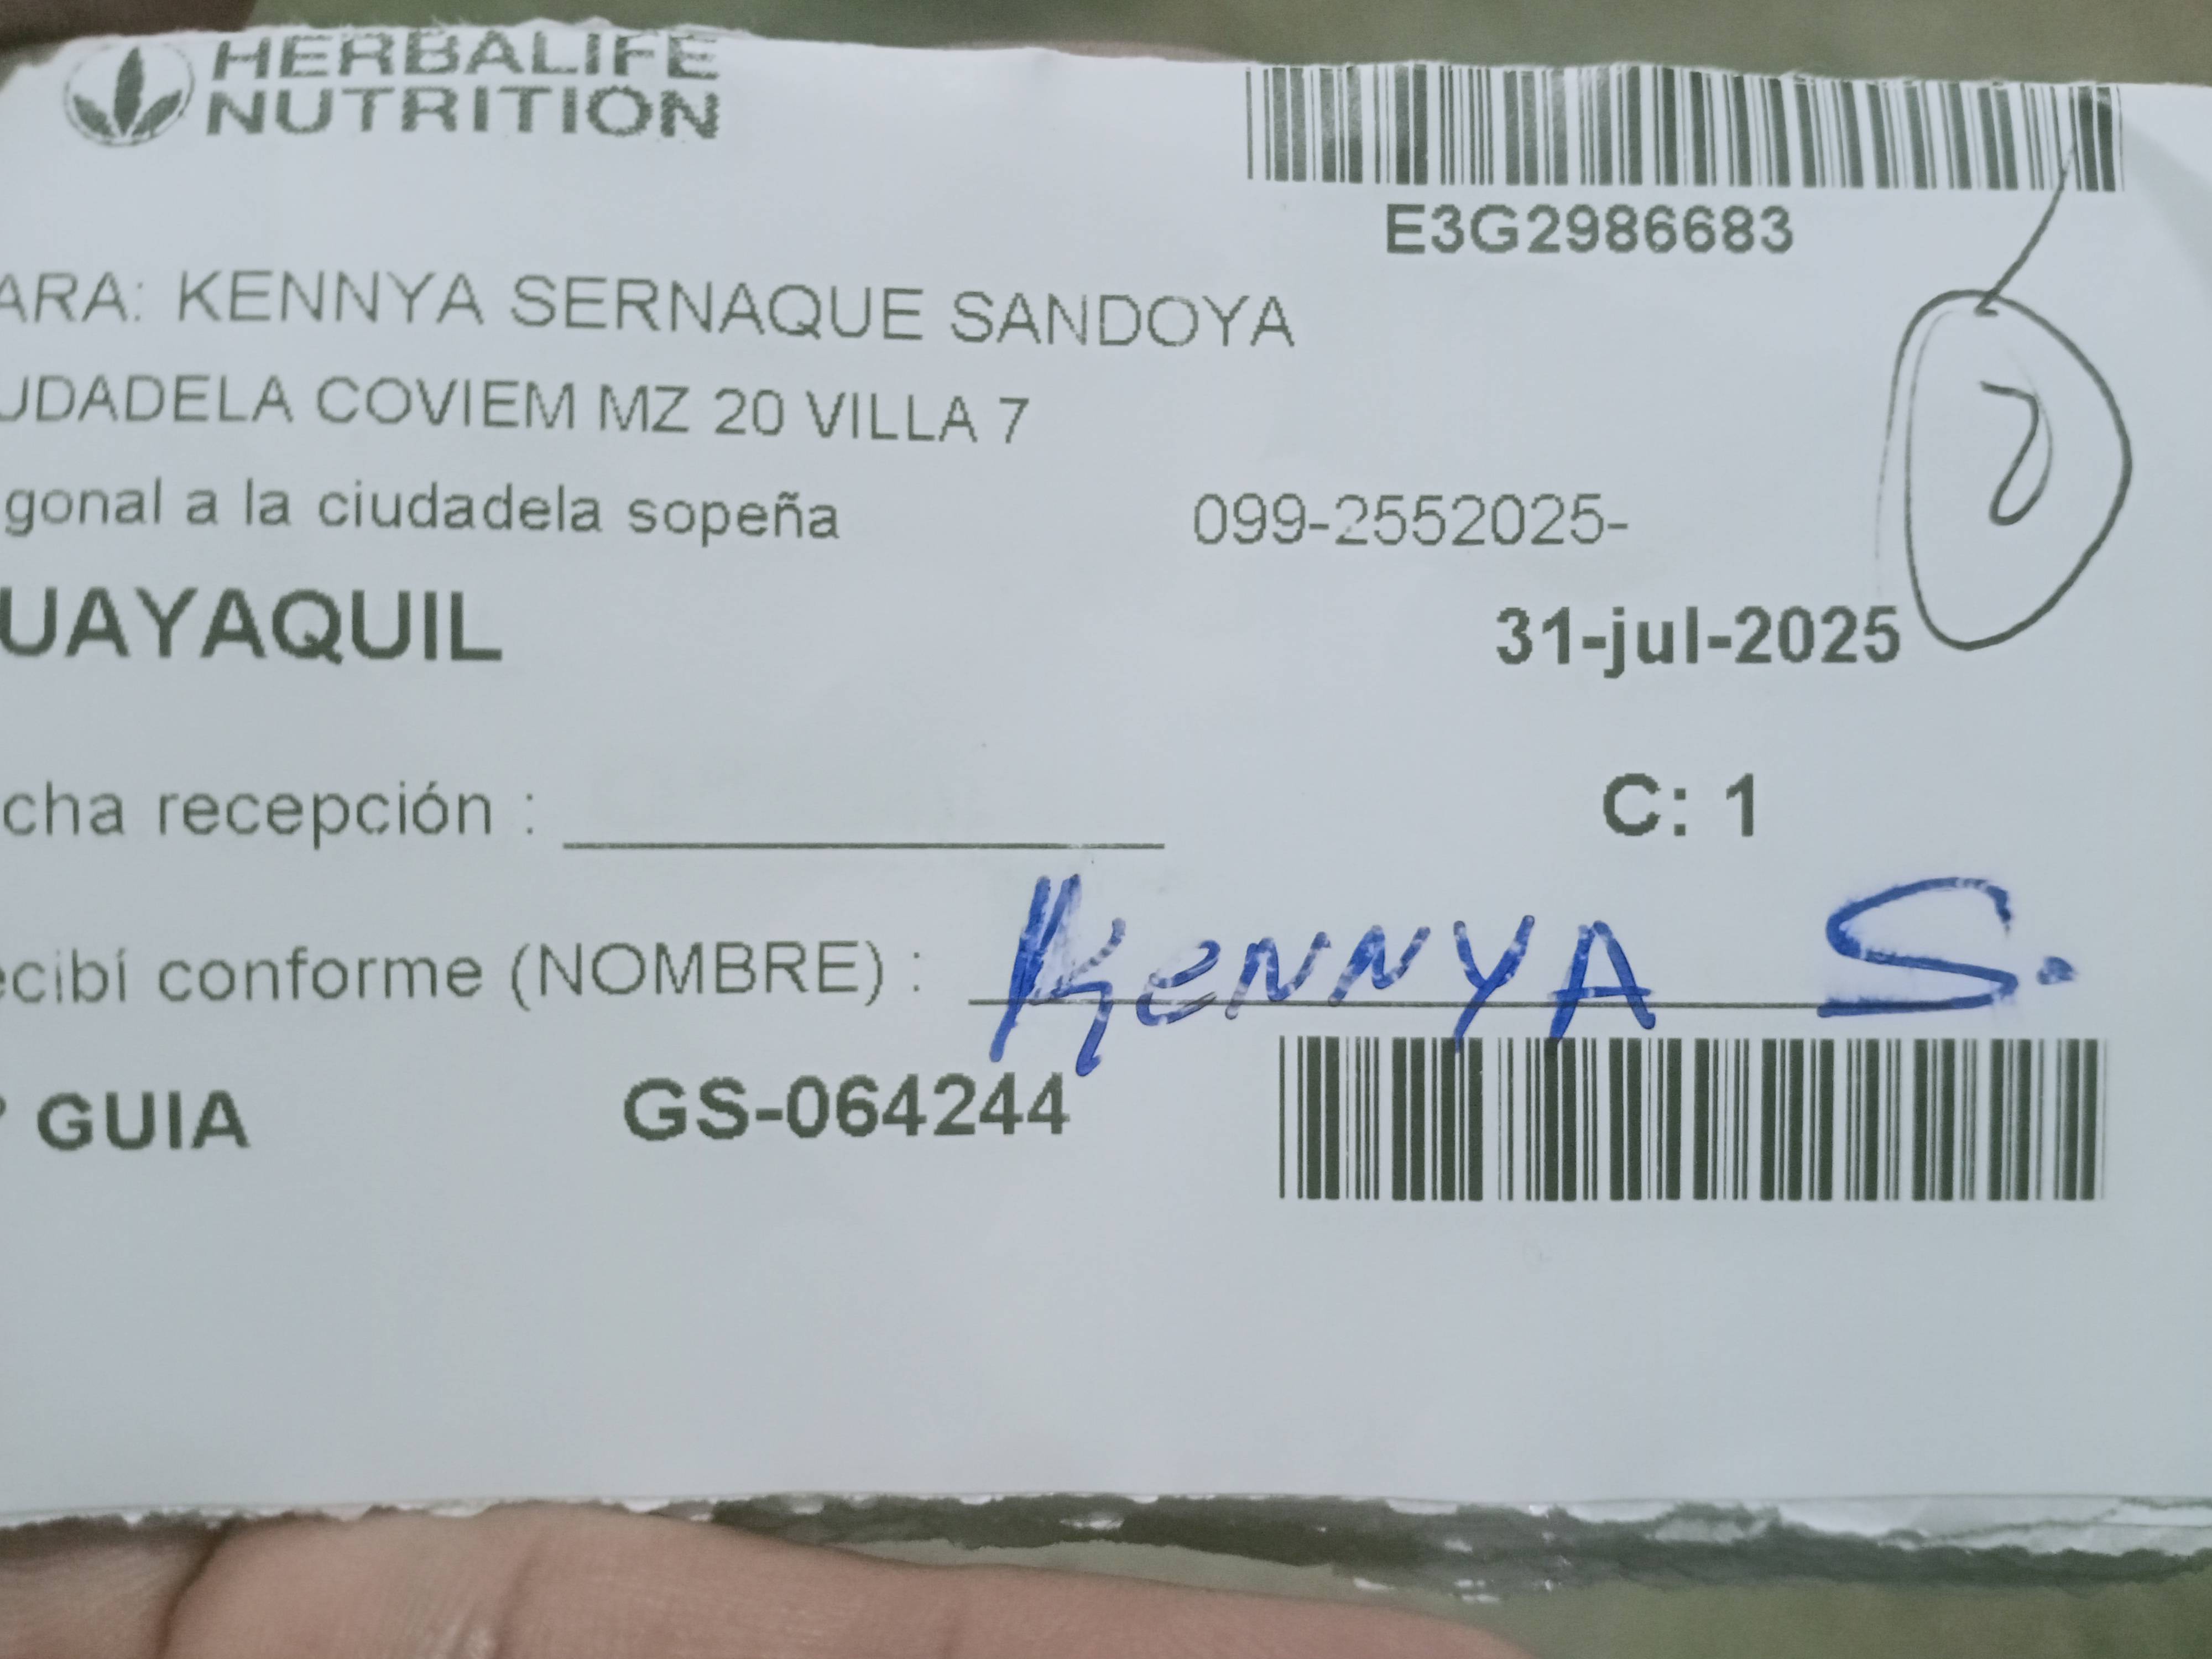 HERBALIFE
NUTRITION
E3G2986683
ARA: KENNYA SERNAQUE SANDOYA
UDADELA COVIEM MZ 20 VILLA 7
gonal a la ciudadela sopeña 099-2552025-
UAYAQUIL 31-jul-2025
cha recepción : C: 1
ecibí conforme (NOMBRE) : KENNYA S.
GUIA GS-064244